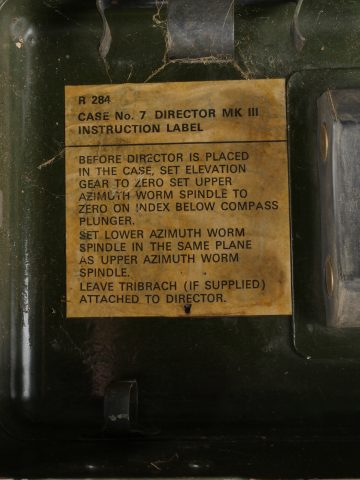 R 284
CASE No. 7 DIRECTOR MK III
INSTRUCTION LABEL
BEFORE DIRECTOR IS PLACED
IN THE CASE, SET ELEVATION
GEAR TO ZERO SET UPPER
AZIMUTH WORM SPINDLE TO
ZERO ON INDEX BELOW COMPASS
PLUNGER.
SET LOWER AZIMUTH WORM
SPINDLE IN THE SAME PLANE
AS UPPER AZIMUTH WORM
SPINDLE.
LEAVE TRIBRACH (IF SUPPLIED)
ATTACHED TO DIRECTOR.